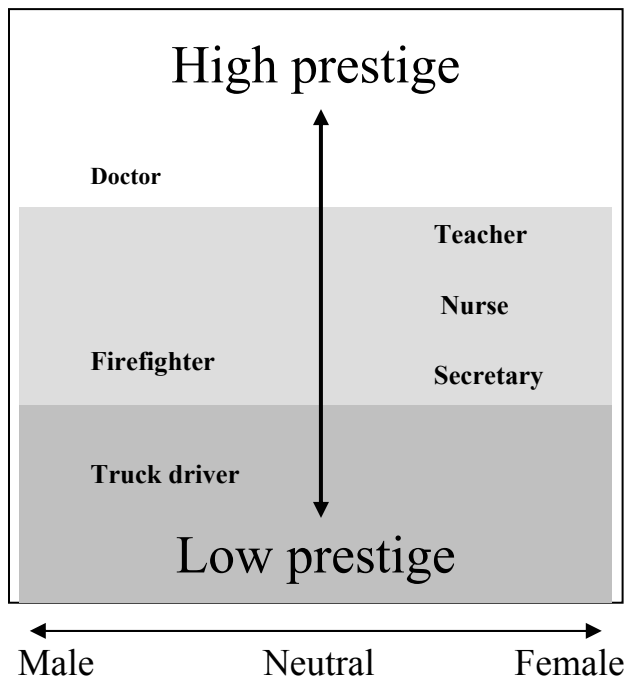 High prestige
Doctor
Teacher
Nurse
Firefighter
Secretary
Truck driver
Low prestige
Male Neutral Female